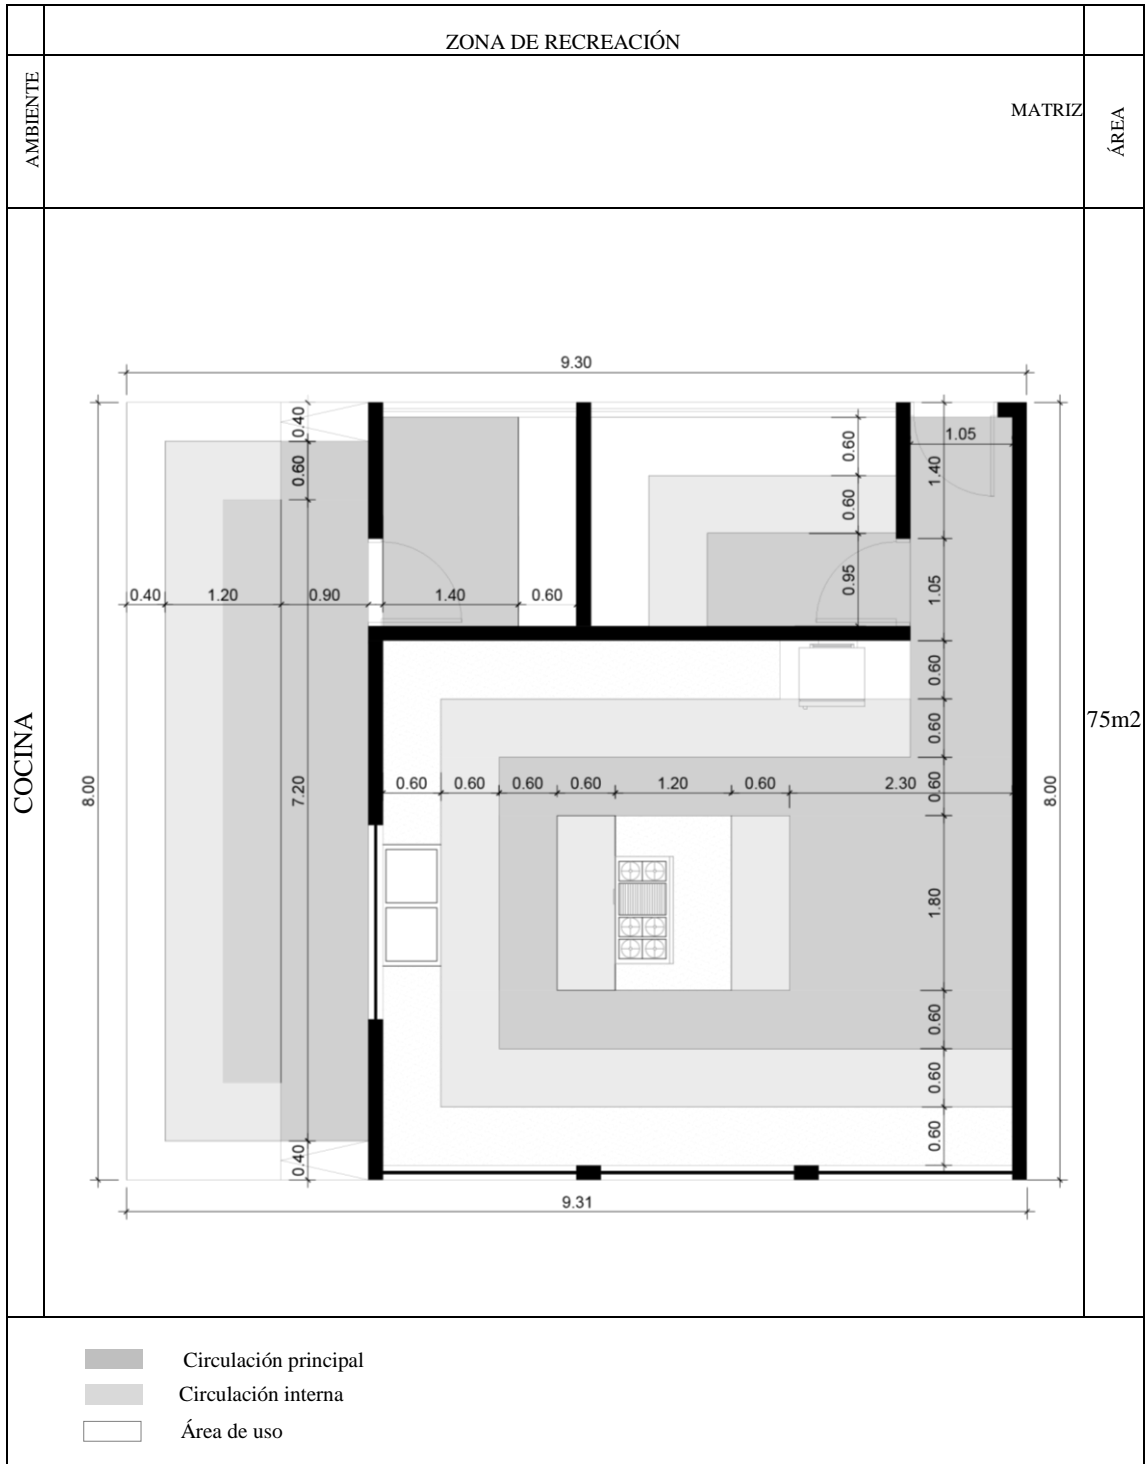 ZONA DE RECREACIÓN
AMBIENTE
MATRIZ
ÁREA
COCINA
75m2
9.30
0.40
0.60
1.05
0.60
1.40
0.60
0.95
1.05
0.40 1.20 0.90 1.40 0.60
0.60
0.60
0.60
8.00
7.20
0.60 0.60 0.60 0.60 1.20 0.60 2.30
8.00
1.80
0.60
0.60
0.60
0.40
9.31
Circulación principal
Circulación interna
Área de uso